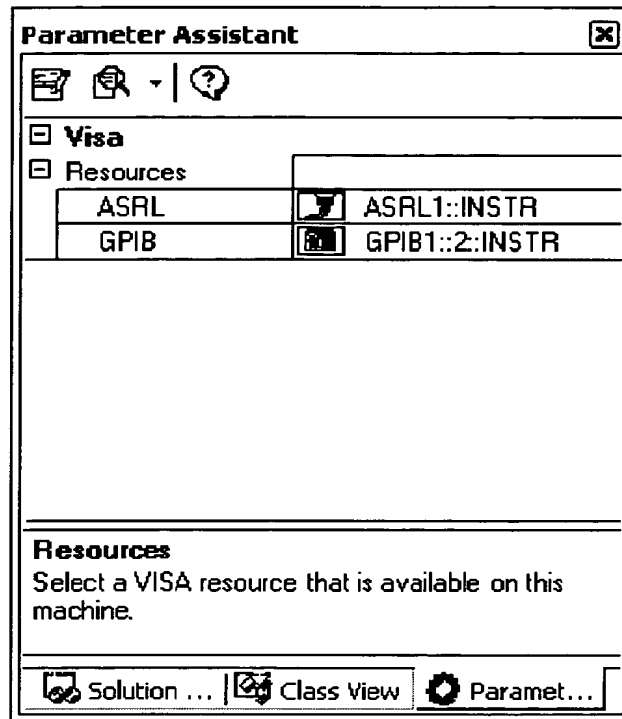 Parameter Assistant
Visa
Resources
ASRL ASRL1::INSTR
GPIB GPIB1::2::INSTR
Resources
Select a VISA resource that is available on this
machine.
Solution ... Class View Paramet...